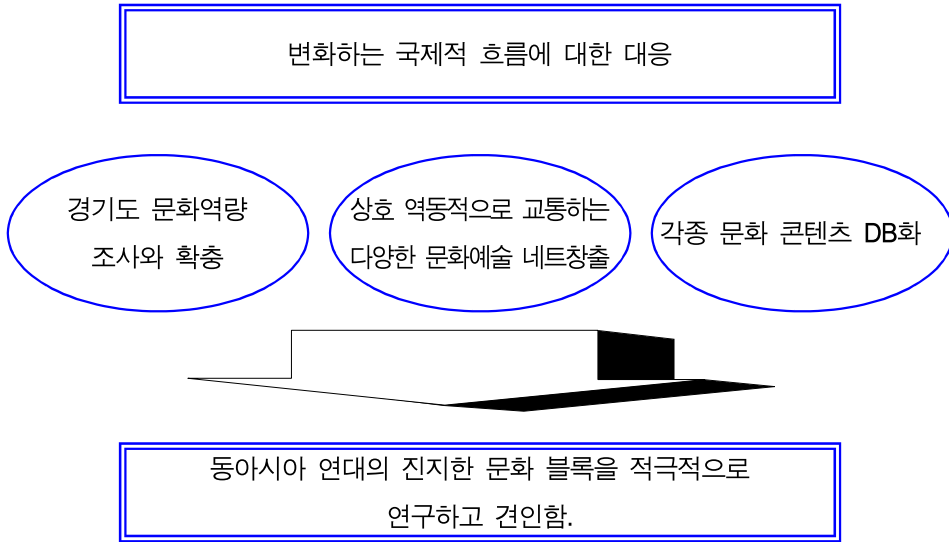 변화하는 국제적 흐름에 대한 대응
경기도 문화역량
조사와 확충
상호 역동적으로 교통하는
다양한 문화예술 네트창출
각종 문화 콘텐츠 DB화
동아시아 연대의 진지한 문화 블록을 적극적으로
연구하고 견인함.